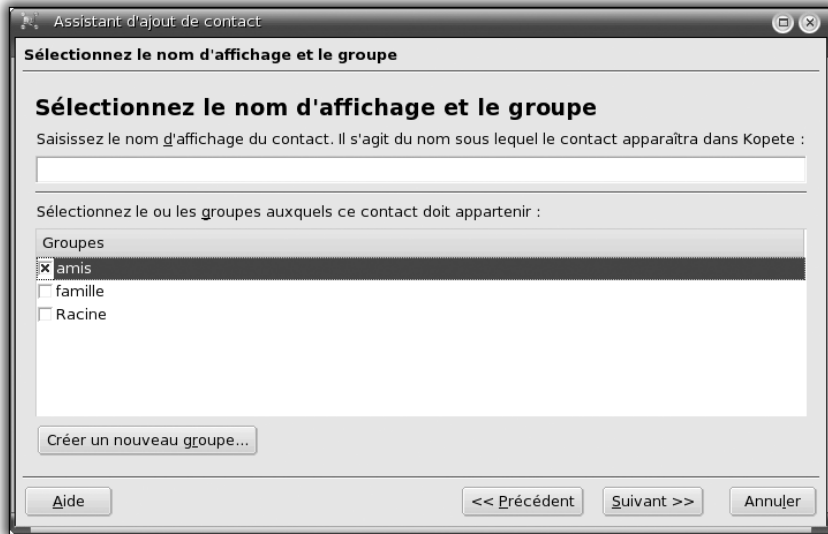 Assistant d'ajout de contact
Sélectionnez le nom d'affichage et le groupe
Sélectionnez le nom d'affichage et le groupe
Saisissez le nom d'affichage du contact. Il s'agit du nom sous lequel le contact apparaîtra dans Kopete :
Sélectionnez le ou les groupes auxquels ce contact doit appartenir :
Groupes
amis
famille
Racine
Créer un nouveau groupe...
Aide << Précédent Suivant >> Annuler